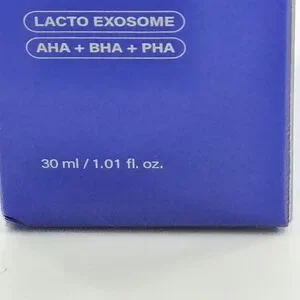 LACTO EXOSOME
AHA + BHA + PHA
30 ml / 1.01 fl. oz.